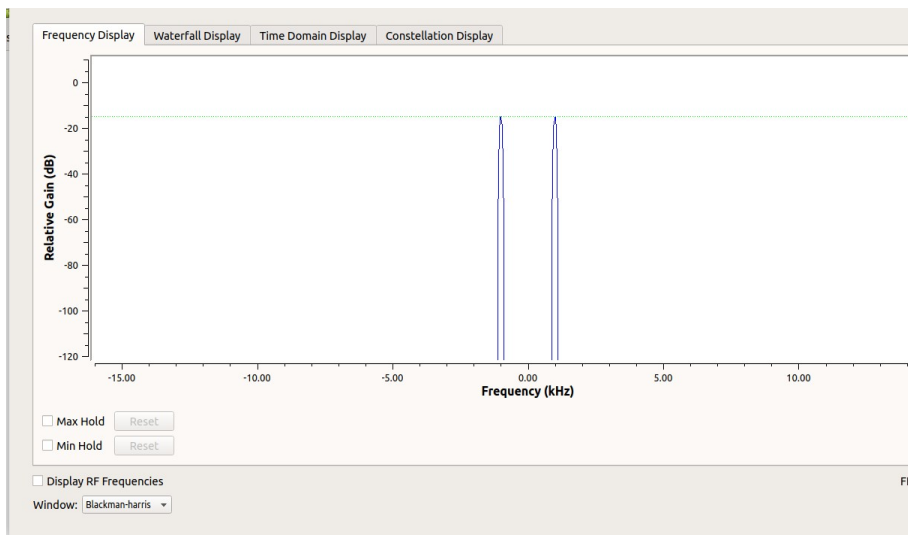 Frequency Display Waterfall Display Time Domain Display Constellation Display
0
-20
-40
-60
-80
-100
-120
Relative Gain (dB)
-15.00 -10.00 -5.00 0.00 5.00 10.00
Frequency (kHz)
Max Hold Reset
Min Hold Reset
Display RF Frequencies
Window: Blackman-harris